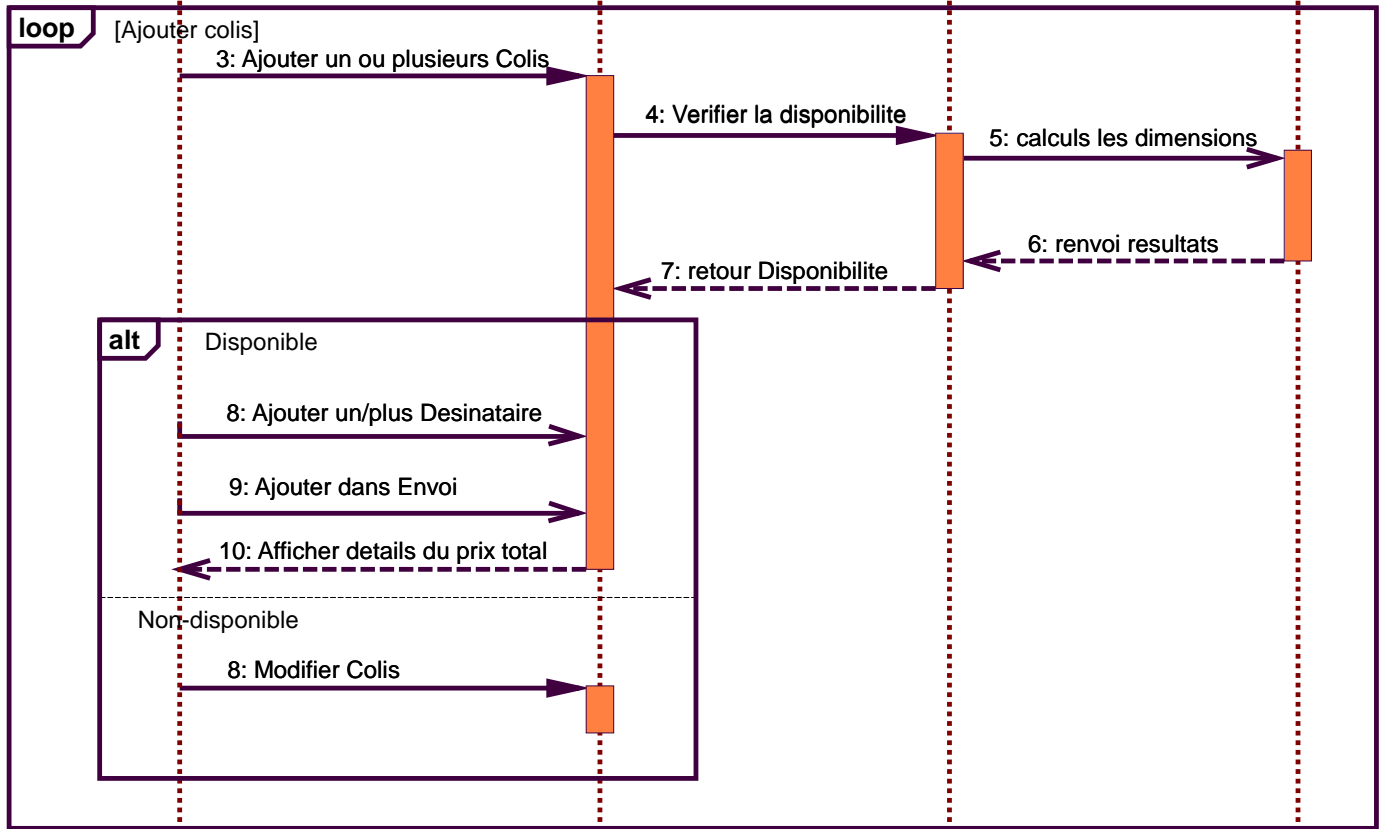 loop
[Ajouter colis]
3: Ajouter un ou plusieurs Colis
4: Verifier la disponibilite
5: calculs les dimensions
6: renvoi resultats
7: retour Disponibilite
alt
Disponible
8: Ajouter un/plus Desinataire
9: Ajouter dans Envoi
10: Afficher details du prix total
Non-disponible
8: Modifier Colis